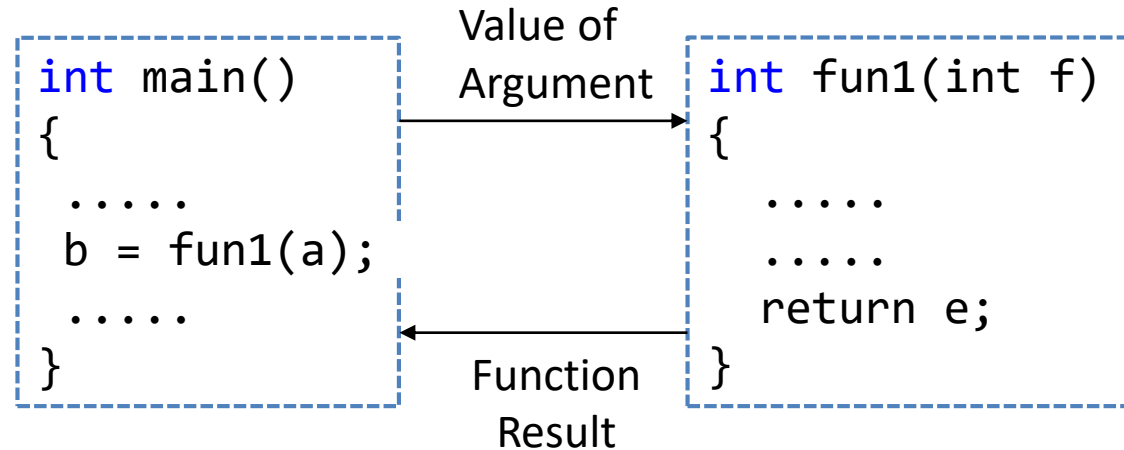 int main()
{
.....
b = fun1(a);
.....
}
Value of
Argument
Function
Result
int fun1(int f)
{
.....
.....
return e;
}